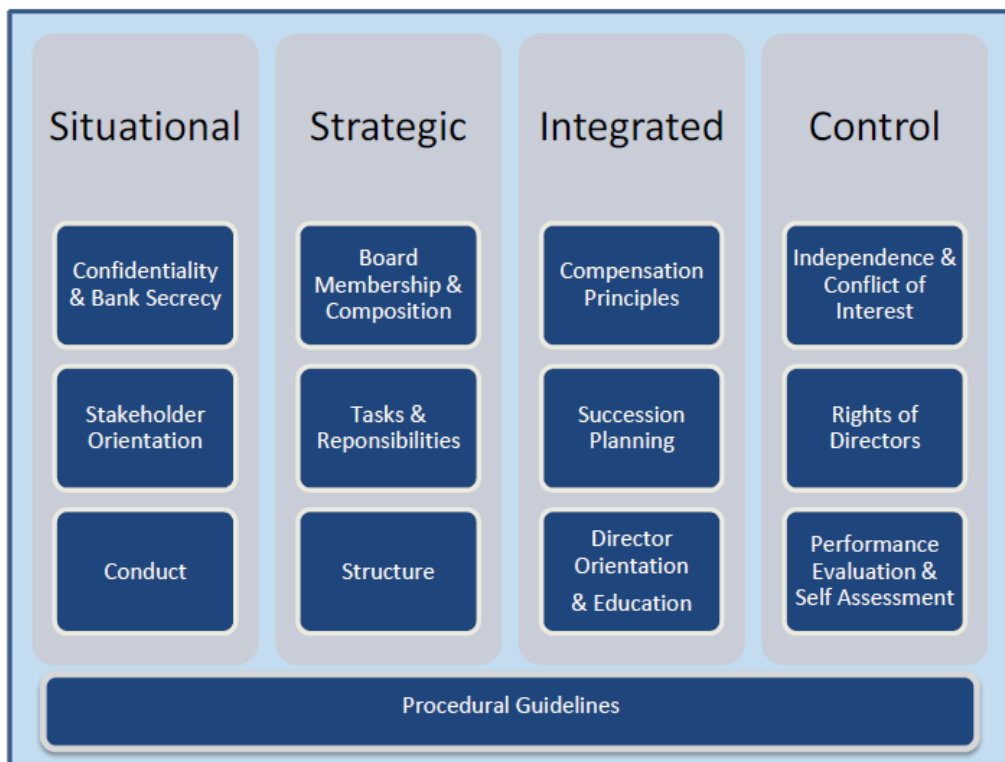 Situational
Confidentiality
& Bank Secrecy
Stakeholder
Orientation
Conduct
Strategic
Board
Membership &
Composition
Tasks &
Reponsibilities
Structure
Integrated
Compensation
Principles
Succession
Planning
Director
Orientation
& Education
Control
Independence &
Conflict of
Interest
Rights of
Directors
Performance
Evaluation &
Self Assessment
Procedural Guidelines